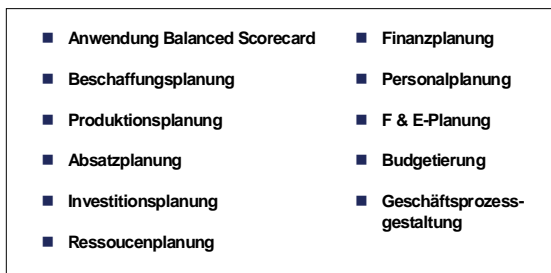 Anwendung Balanced Scorecard
Beschaffungsplanung
Produktionsplanung
Absatzplanung
Investitionsplanung
Ressoucenplanung
Finanzplanung
Personalplanung
F & E-Planung
Budgetierung
Geschäftsprozess-
gestaltung